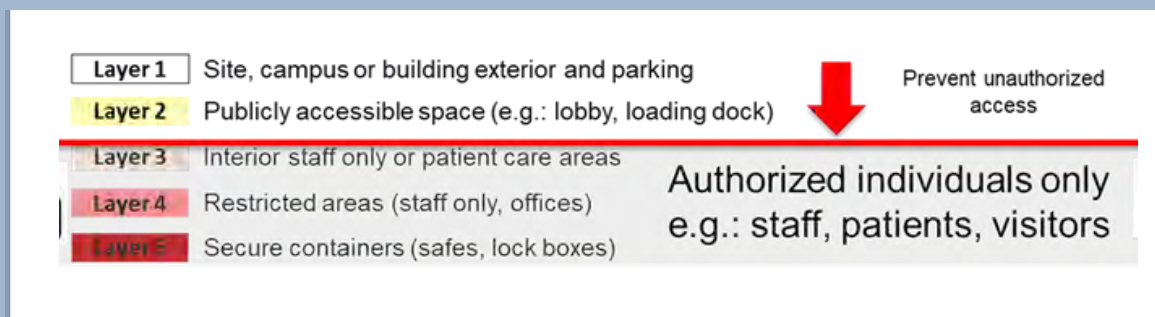 Layer 1 Site, campus or building exterior and parking
Layer 2 Publicly accessible space (e.g.: lobby, loading dock)
Layer 3 Interior staff only or patient care areas
Layer 4 Restricted areas (staff only, offices)
Layer 5 Secure containers (safes, lock boxes)
Prevent unauthorized
access
Authorized individuals only
e.g.: staff, patients, visitors